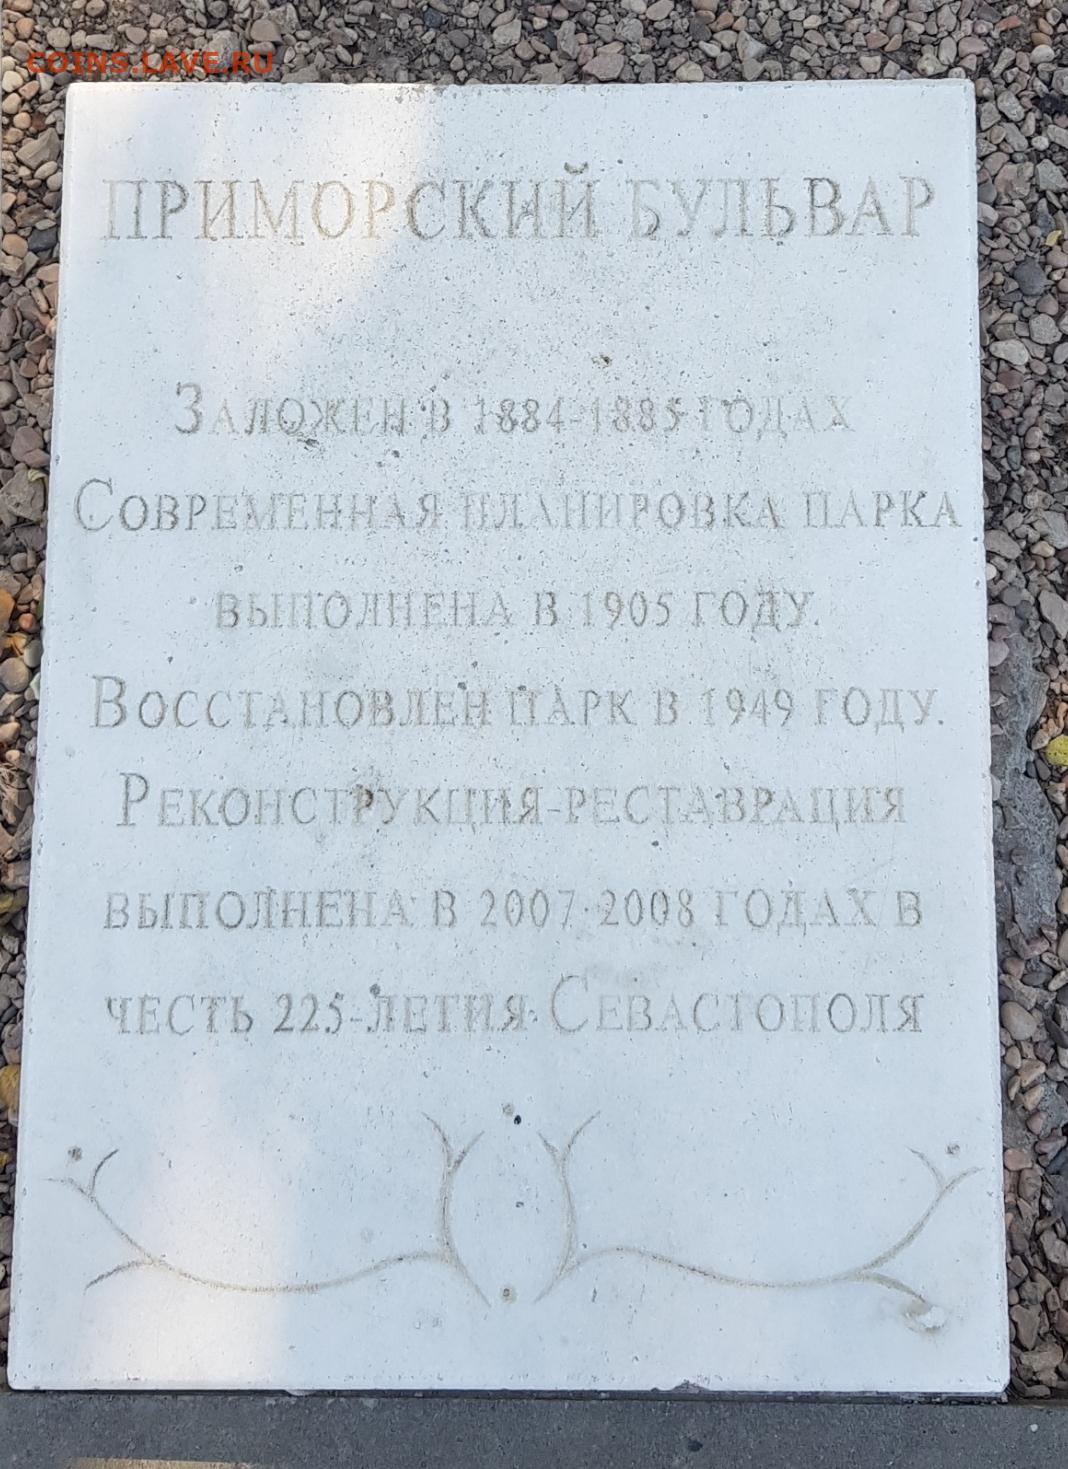 COINS.LAVE.RU
ПРИМОРСКИЙ БУЛЬВАР
ЗАЛОЖЕН В 1884-1885 ГОДАХ
СОВРЕМЕННАЯ ПЛАНИРОВКА ПАРКА
ВЫПОЛНЕНА В 1905 ГОДУ.
ВОССТАНОВЛЕН ПАРК В 1949 ГОДУ.
РЕКОНСТРУКЦИЯ-РЕСТАВРАЦИЯ
ВЫПОЛНЕНА В 2007-2008 ГОДАХ В
ЧЕСТЬ 225-ЛЕТИЯ СЕВАСТОПОЛЯ